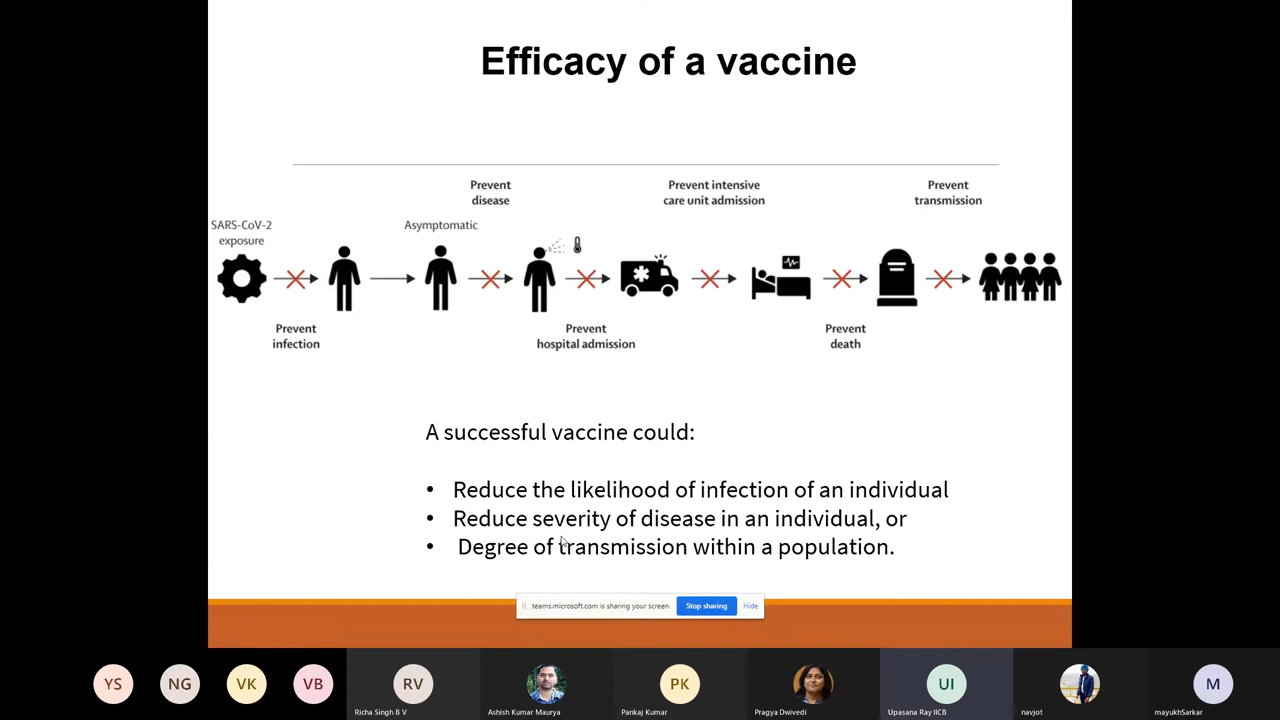 Efficacy of a vaccine
Prevent
disease
Prevent intensive
care unit admission
Prevent
transmission
SARS-CoV-2
exposure
Asymptomatic
Prevent
infection
Prevent
hospital admission
Prevent
death
A successful vaccine could:
• Reduce the likelihood of infection of an individual
• Reduce severity of disease in an individual, or
• Degree of transmission within a population.
teams.microsoft.com is sharing your screen. Stop sharing Hide
YS NG VK VB RV PK UI M
Richa Singh B V Ashish Kumar Maurya Pankaj Kumar Pragya Dwivedi Upasana Ray IICB navjot mayukhSarkar